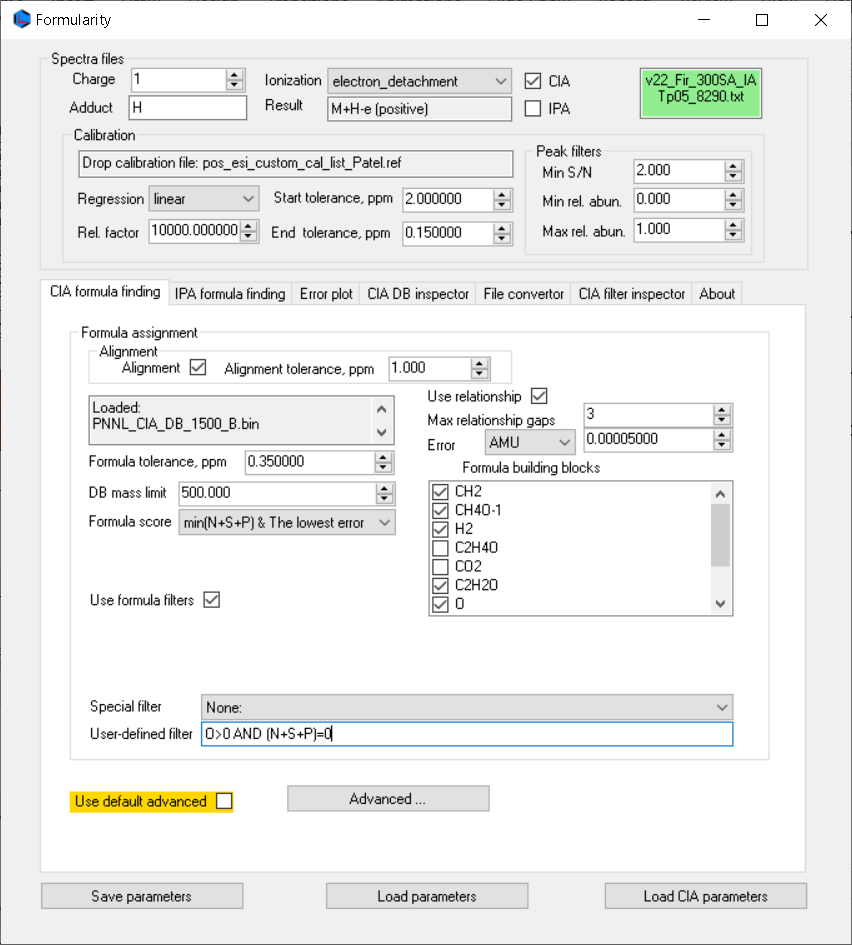 Formularity
Spectra files
Charge 1 Ionization electron_detachment CIA
Adduct H Result M+H-e (positive) IPA
v22_Fir_300SA_IA
Tp05_8290.txt
Calibration
Drop calibration file: pos_esi_custom_cal_list_Patel.ref
Regression linear Start tolerance, ppm 2.000000
Rel. factor 10000.000000 End tolerance, ppm 0.150000
Peak filters
Min S/N 2.000
Min rel. abun. 0.000
Max rel. abun. 1.000
CIA formula finding IPA formula finding Error plot CIA DB inspector File convertor CIA filter inspector About
Formula assignment
Alignment
Alignment Alignment tolerance, ppm 1.000
Loaded:
PNNL_CIA_DB_1500_B.bin
Formula tolerance, ppm 0.350000
DB mass limit 500.000
Formula score min(N+S+P) & The lowest error
Use formula filters
Use relationship
Max relationship gaps 3
Error AMU 0.00005000
Formula building blocks
CH2
CH4O-1
H2
C2H4O
CO2
C2H2O
O
Special filter None:
User-defined filter O>0 AND (N+S+P)=0
Use default advanced Advanced ...
Save parameters Load parameters Load CIA parameters